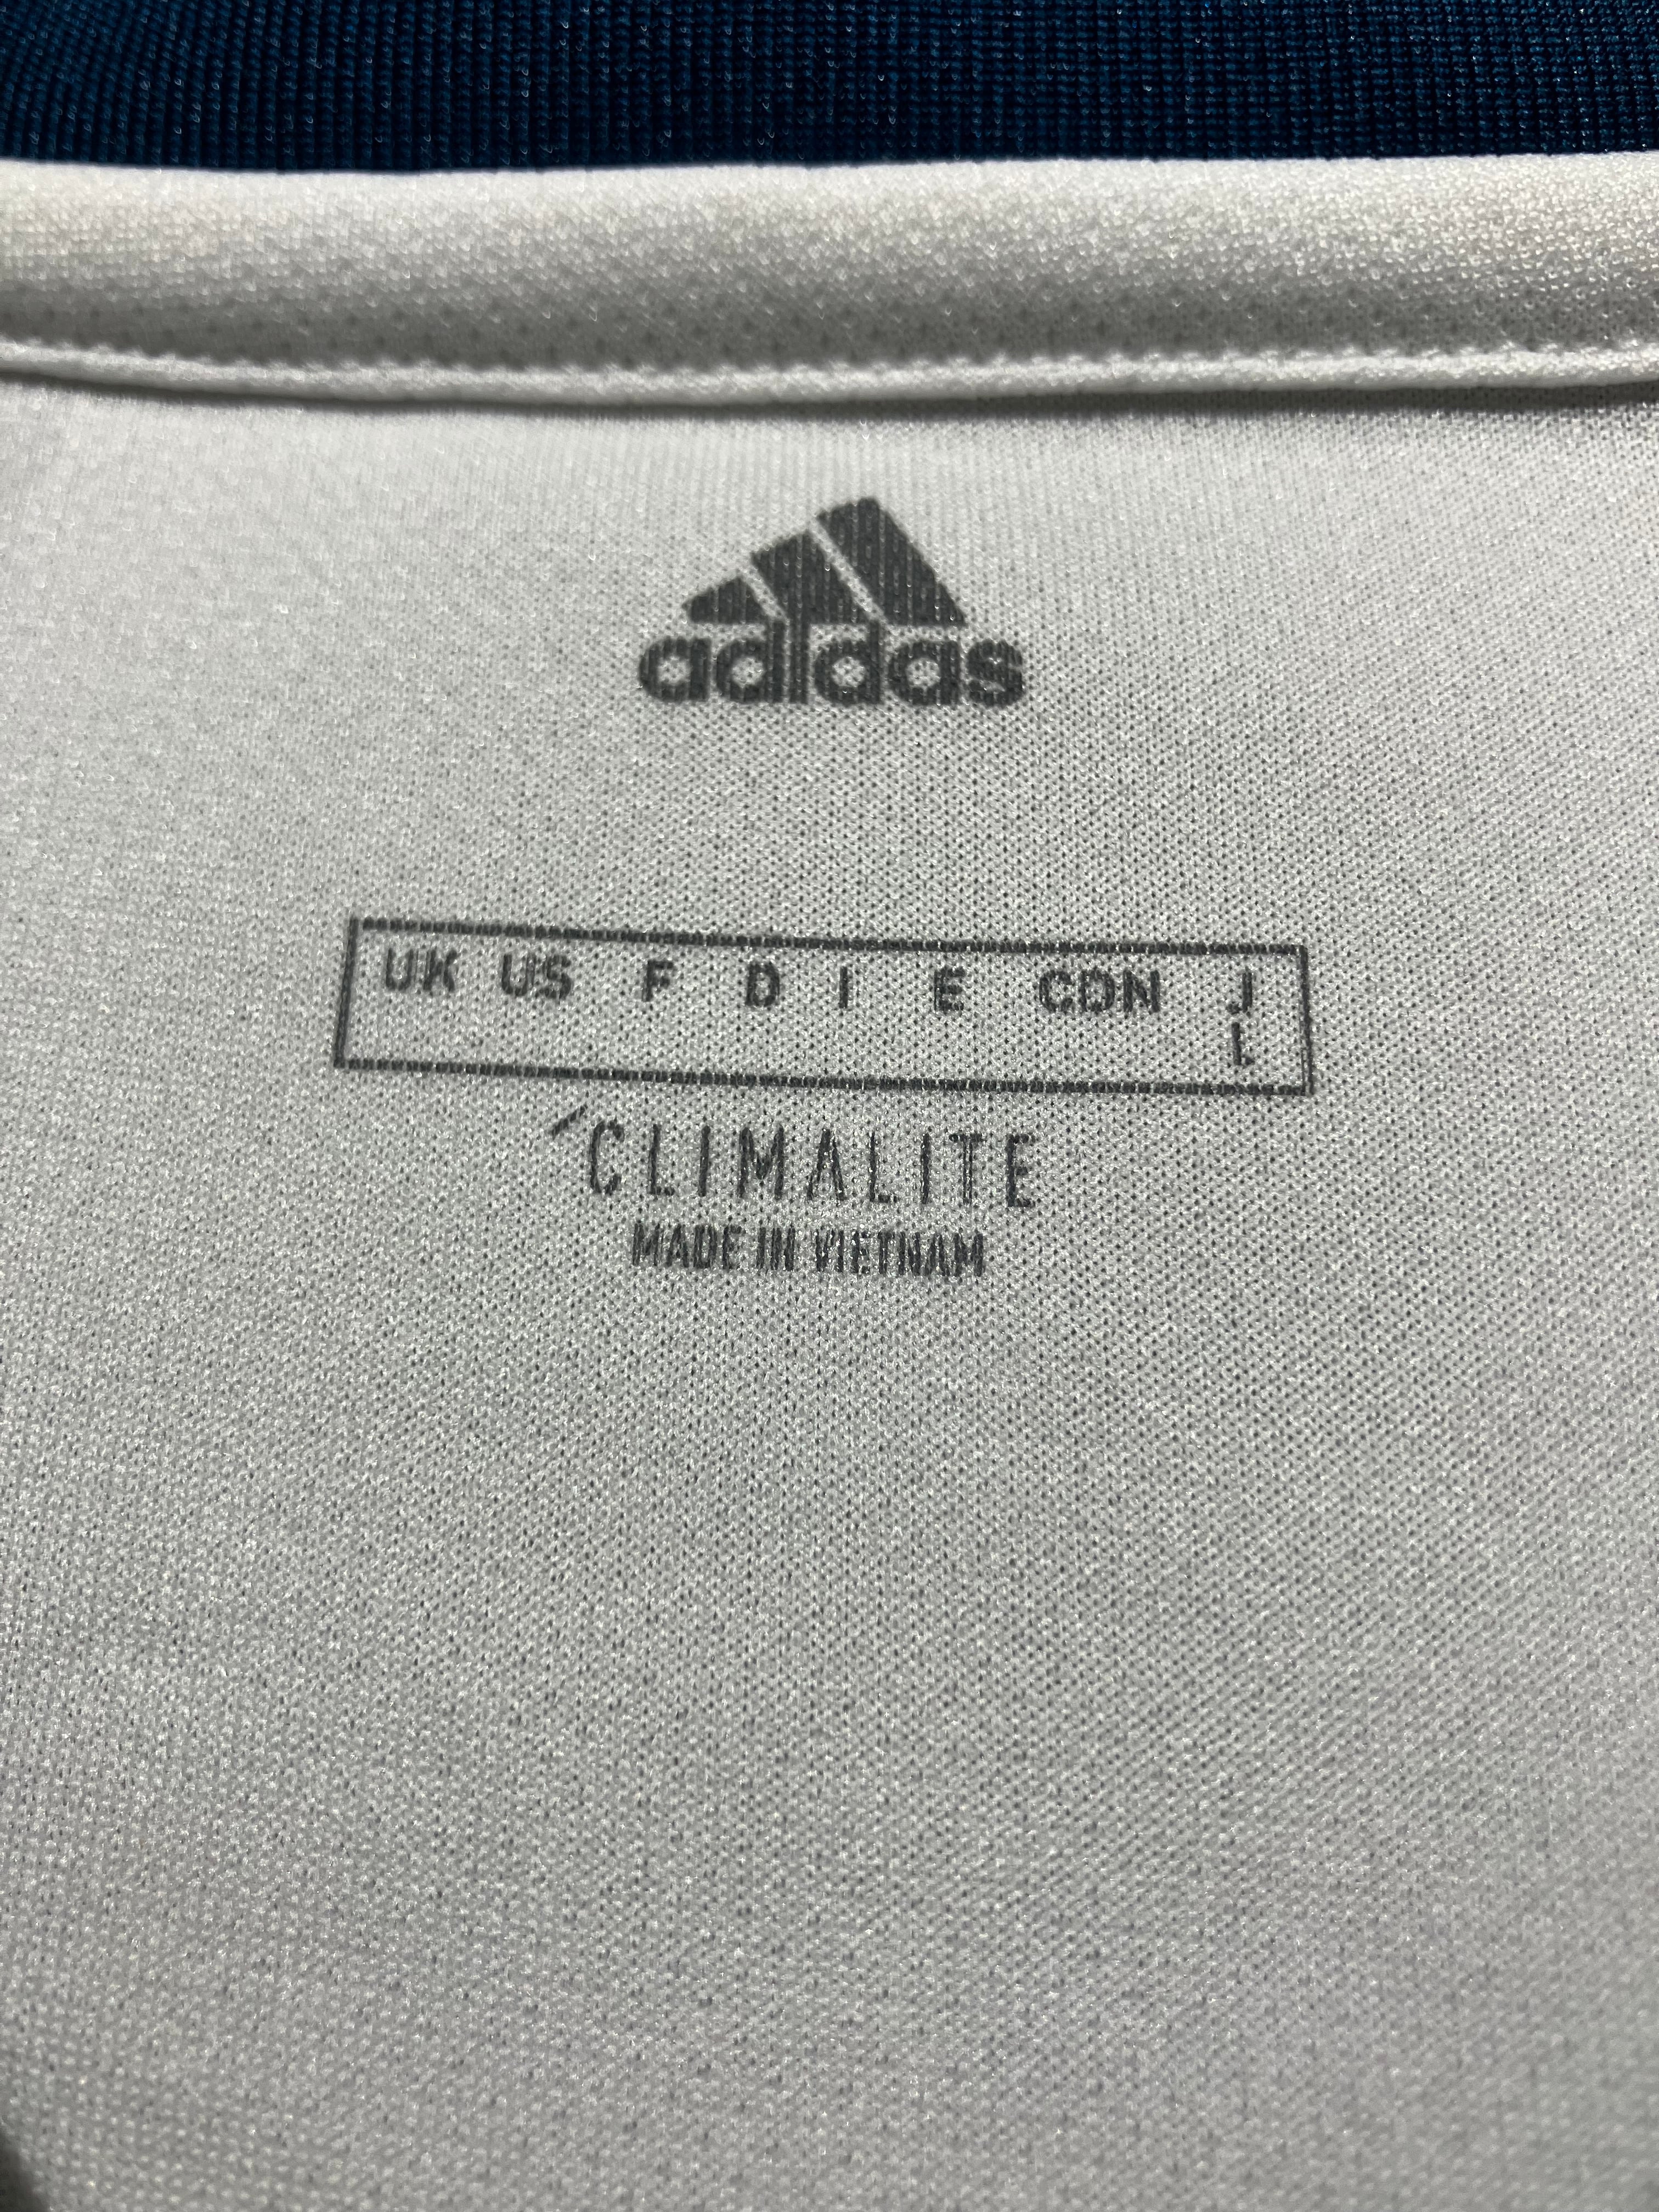 adidas
UK US F D I E CDN J
L
CLIMALITE
MADE IN VIETNAM